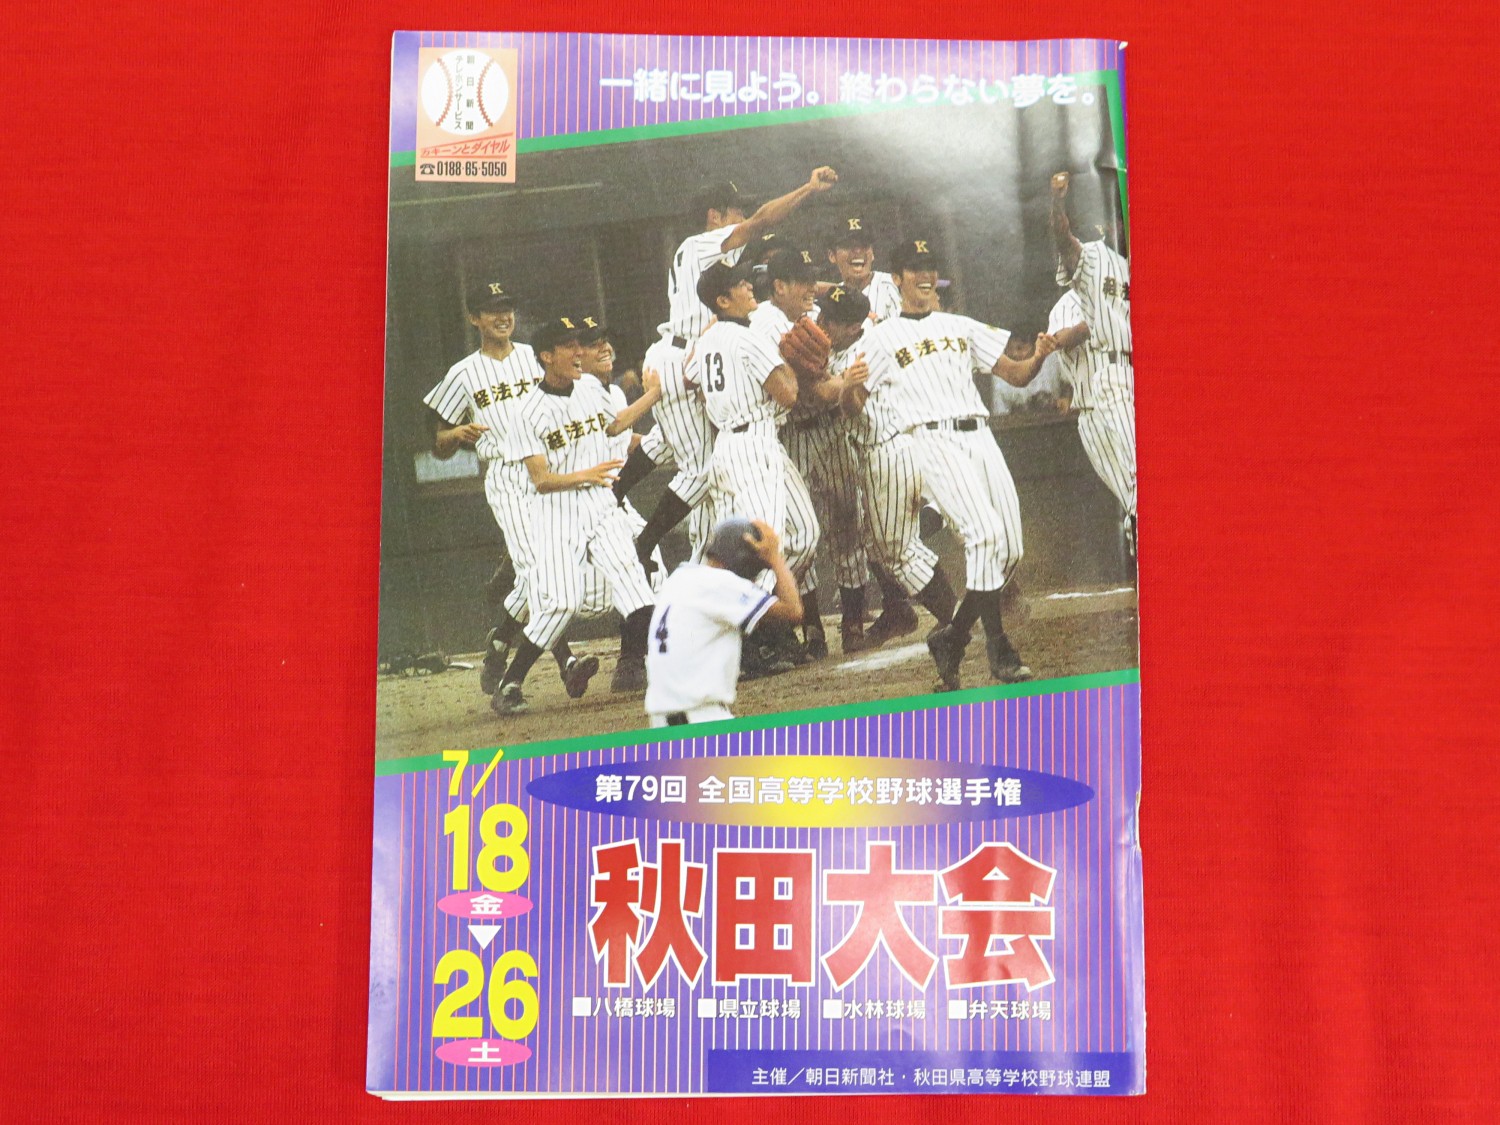 朝日新聞
テレホンサービス
カキーンとダイヤル
☎0188-65-5050
一緒に見よう。終わらない夢を。
K
K
K
K
K
K
K
K
経法大
経法大
経法大
13
4
7/
18
金
▼
26
土
第79回 全国高等学校野球選手権
秋田大会
■八橋球場 ■県立球場 ■水林球場 ■弁天球場
主催／朝日新聞社・秋田県高等学校野球連盟